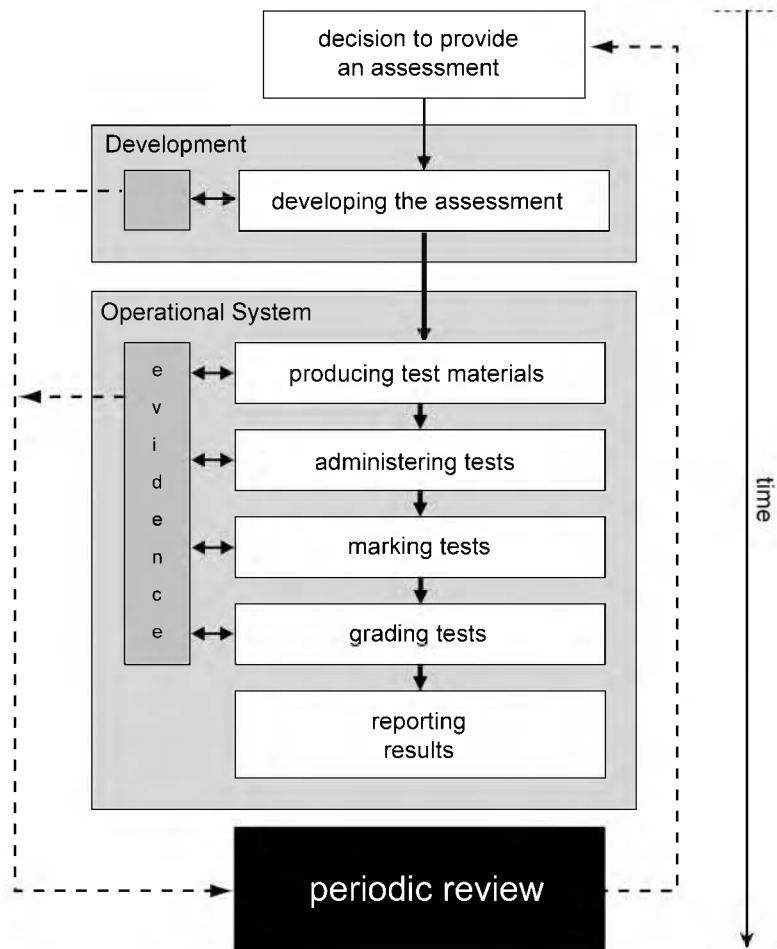 decision to provide
an assessment
Development
developing the assessment
Operational System
evidence
producing test materials
administering tests
marking tests
grading tests
reporting
results
periodic review
time